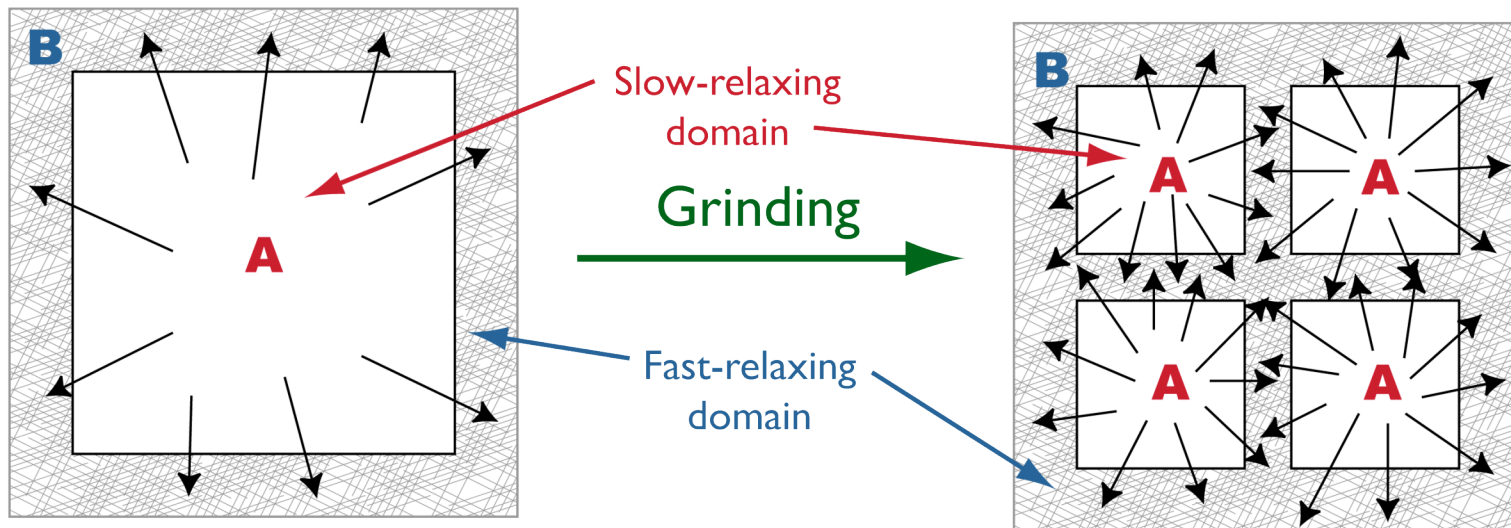 B
A
Slow-relaxing
domain
Grinding
Fast-relaxing
domain
B
A
A
A
A